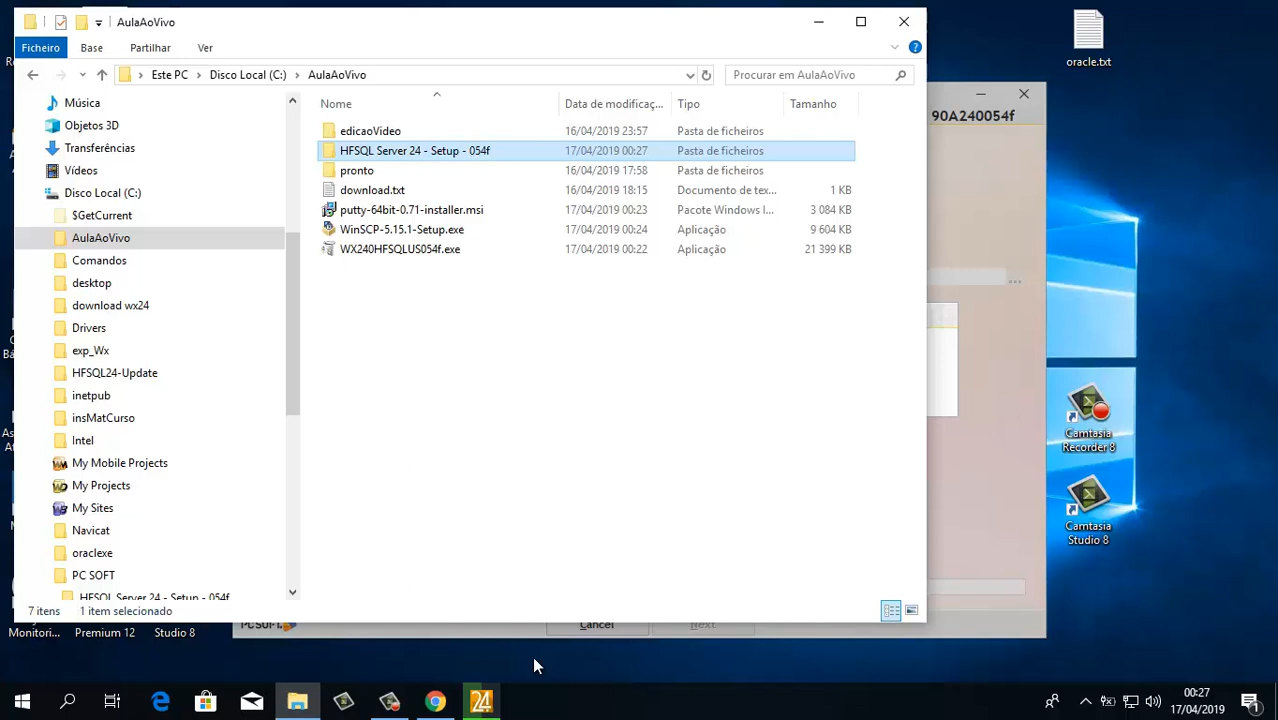 AulaAoVivo
Ficheiro Base Partilhar Ver
Este PC > Disco Local (C:) > AulaAoVivo
Procurar em AulaAoVivo
Nome Data de modificaç... Tipo Tamanho
edicaoVideo 16/04/2019 23:57 Pasta de ficheiros
HFSQL Server 24 - Setup - 054f 17/04/2019 00:27 Pasta de ficheiros
pronto 16/04/2019 17:58 Pasta de ficheiros
download.txt 16/04/2019 18:15 Documento de tex... 1 KB
putty-64bit-0.71-installer.msi 17/04/2019 00:23 Pacote Windows I... 3 084 KB
WinSCP-5.15.1-Setup.exe 17/04/2019 00:24 Aplicação 9 604 KB
WX240HFSQLUS054f.exe 17/04/2019 00:22 Aplicação 21 399 KB
Música
Objetos 3D
Transferências
Vídeos
Disco Local (C:)
$GetCurrent
AulaAoVivo
Comandos
desktop
download wx24
Drivers
exp_Wx
HFSQL24-Update
inetpub
insMatCurso
Intel
My Mobile Projects
My Projects
My Sites
Navicat
oraclexe
PC SOFT
HFSQL Server 24 - Setup - 054f
7 itens 1 item selecionado
90A240054f
...
PC SOFT
Cancel Next
oracle.txt
Camtasia
Recorder 8
Camtasia
Studio 8
Monitori... Premium 12 Studio 8
24
00:27
17/04/2019
1